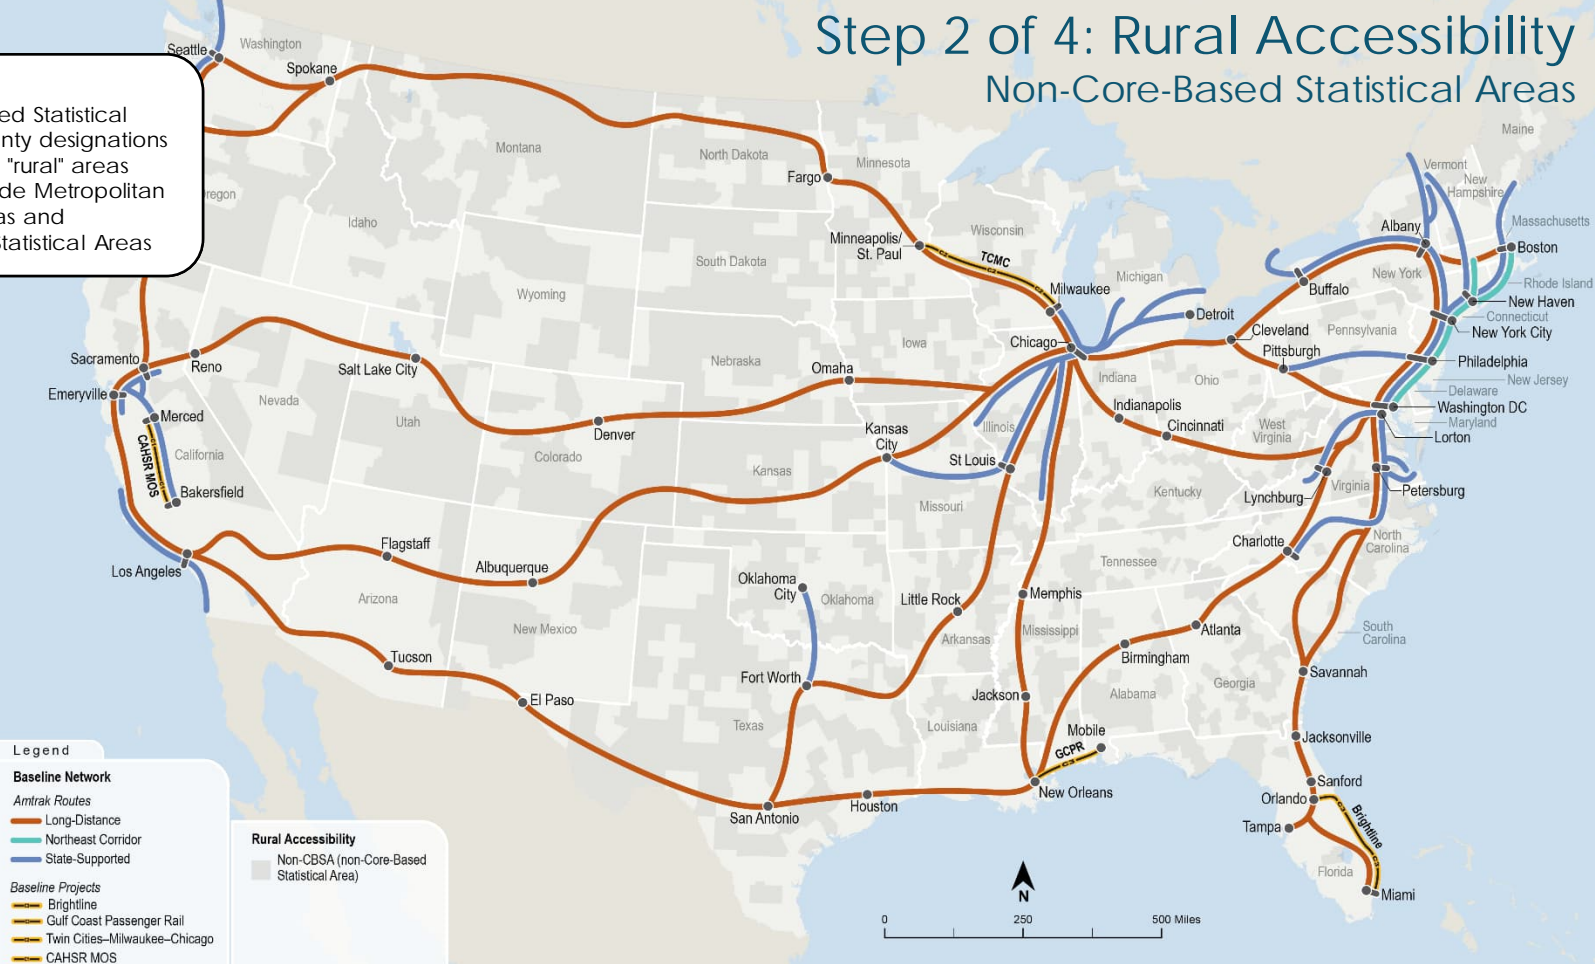 Step 2 of 4: Rural Accessibility
Non-Core-Based Statistical Areas
ed Statistical
nty designations
"rural" areas
de Metropolitan
as and
Statistical Areas
Seattle
Washington
Spokane
Montana
North Dakota
Minnesota
Fargo
Maine
Vermont
New
Hampshire
regon
Idaho
Minneapolis/
St. Paul
TCMC
Wisconsin
Albany
Massachusetts
Boston
South Dakota
Michigan
New York
Wyoming
Milwaukee
Buffalo
Rhode Island
New Haven
Connecticut
Detroit
New York City
Sacramento
Reno
Salt Lake City
Nebraska
Iowa
Chicago
Cleveland
Pennsylvania
Pittsburgh
Philadelphia
Omaha
Indiana
Ohio
New Jersey
Delaware
Emeryville
Nevada
Utah
Merced
Denver
Indianapolis
Washington DC
Maryland
Cincinnati
West
Virginia
Lorton
Kansas
City
Illinois
CAHSR MOS
California
Colorado
Kansas
St Louis
Bakersfield
Missouri
Kentucky
Lynchburg
Virginia
Petersburg
Flagstaff
Charlotte
North
Carolina
Los Angeles
Albuquerque
Tennessee
Oklahoma
City
Oklahoma
Little Rock
Memphis
Arizona
New Mexico
Arkansas
Mississippi
Atlanta
South
Carolina
Tucson
Birmingham
Fort Worth
Savannah
El Paso
Jackson
Alabama
Georgia
Texas
Louisiana
Mobile
GCPR
Jacksonville
New Orleans
Sanford
Orlando
Houston
San Antonio
Tampa
Brightline
Florida
Miami
Legend
Baseline Network
Amtrak Routes
Long-Distance
Northeast Corridor
State-Supported
Baseline Projects
Brightline
Gulf Coast Passenger Rail
Twin Cities–Milwaukee–Chicago
CAHSR MOS
Rural Accessibility
Non-CBSA (non-Core-Based
Statistical Area)
N
0 250 500 Miles